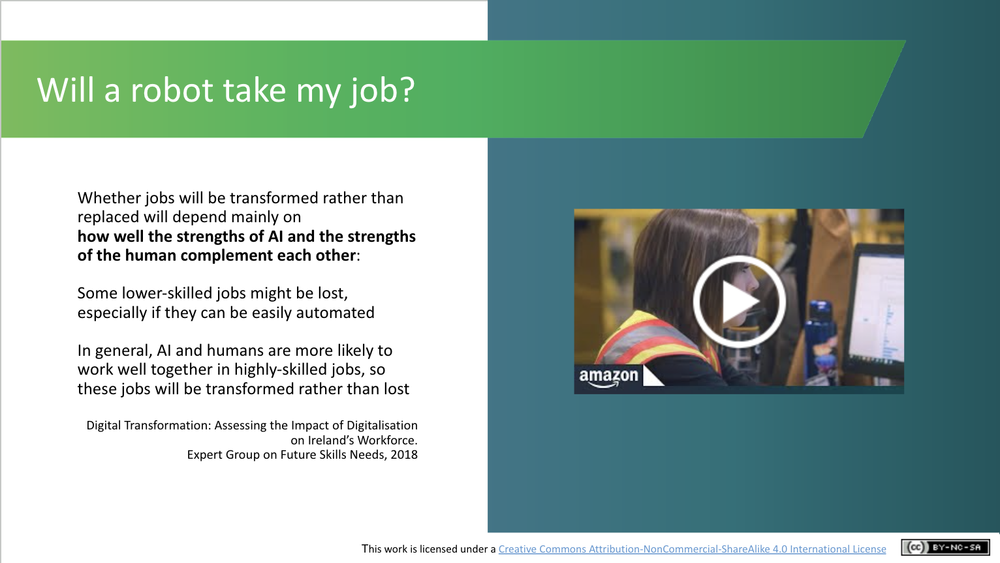 Will a robot take my job?
Whether jobs will be transformed rather than
replaced will depend mainly on
how well the strengths of AI and the strengths
of the human complement each other:
Some lower-skilled jobs might be lost,
especially if they can be easily automated
In general, AI and humans are more likely to
work well together in highly-skilled jobs, so
these jobs will be transformed rather than lost
Digital Transformation: Assessing the Impact of Digitalisation
on Ireland’s Workforce.
Expert Group on Future Skills Needs, 2018
amazon
This work is licensed under a Creative Commons Attribution-NonCommercial-ShareAlike 4.0 International License
cc BY-NC-SA